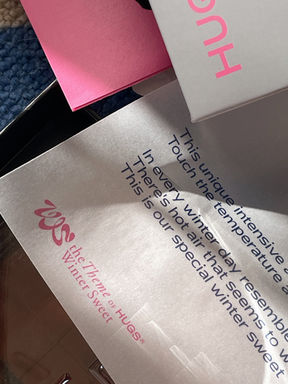 HUG
This unique intensive a
Touch the temperature a
In every winter day resemble
There's hot air that seems to w
This is our special winter sweet
the Theme OF HUGS®
Winter Sweet